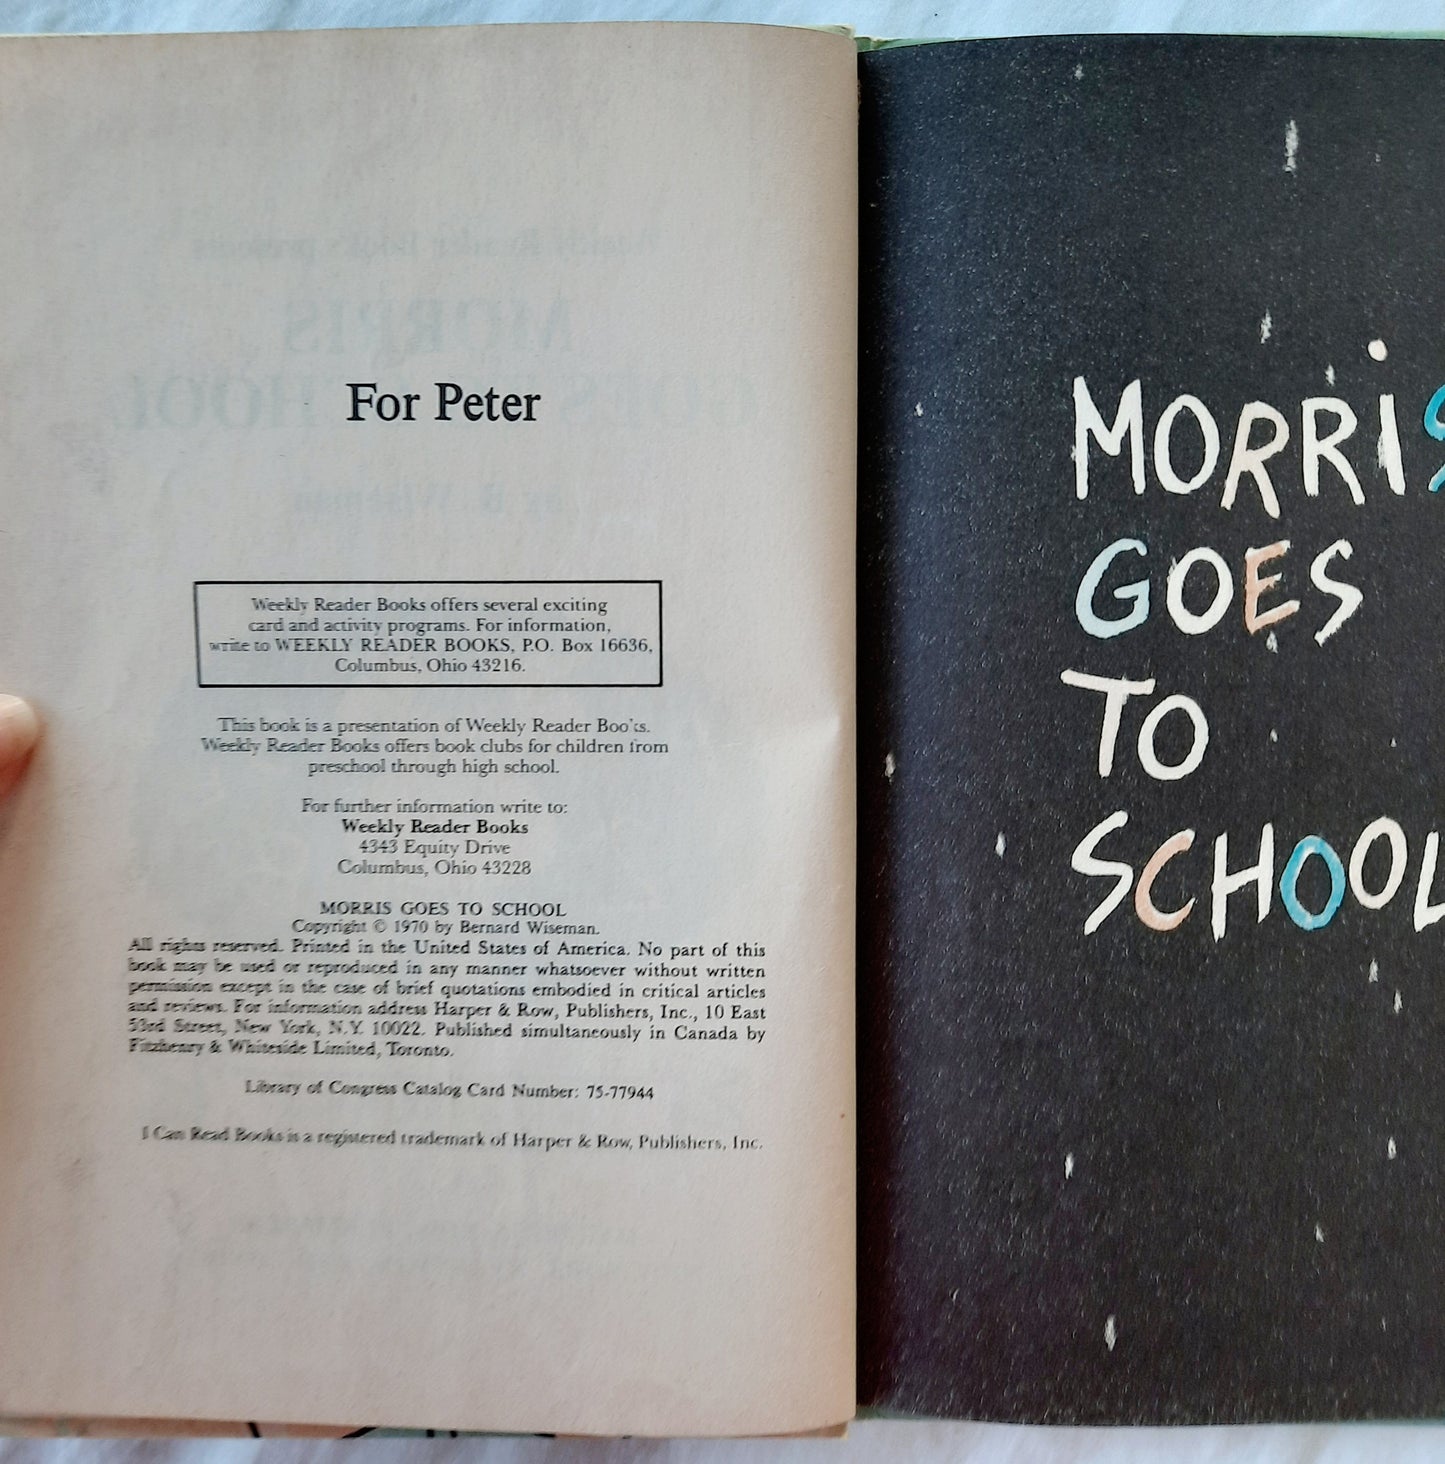 For Peter
Weekly Reader Books offers several exciting
card and activity programs. For information,
write to WEEKLY READER BOOKS, P.O. Box 16636,
Columbus, Ohio 43216.
This book is a presentation of Weekly Reader Boo'ts.
Weekly Reader Books offers book clubs for children from
preschool through high school.
For further information write to:
Weekly Reader Books
4343 Equity Drive
Columbus, Ohio 43228
MORRIS GOES TO SCHOOL
Copyright © 1970 by Bernard Wiseman.
All rights reserved. Printed in the United States of America. No part of this
book may be used or reproduced in any manner whatsoever without written
permission except in the case of brief quotations embodied in critical articles
and reviews. For information address Harper & Row, Publishers, Inc., 10 East
53rd Street, New York, N.Y. 10022. Published simultaneously in Canada by
Fitzhenry & Whiteside Limited, Toronto.
Library of Congress Catalog Card Number: 75-77944
I Can Read Books is a registered trademark of Harper & Row, Publishers, Inc.
MORRiS
GOES
TO
SCHOOL